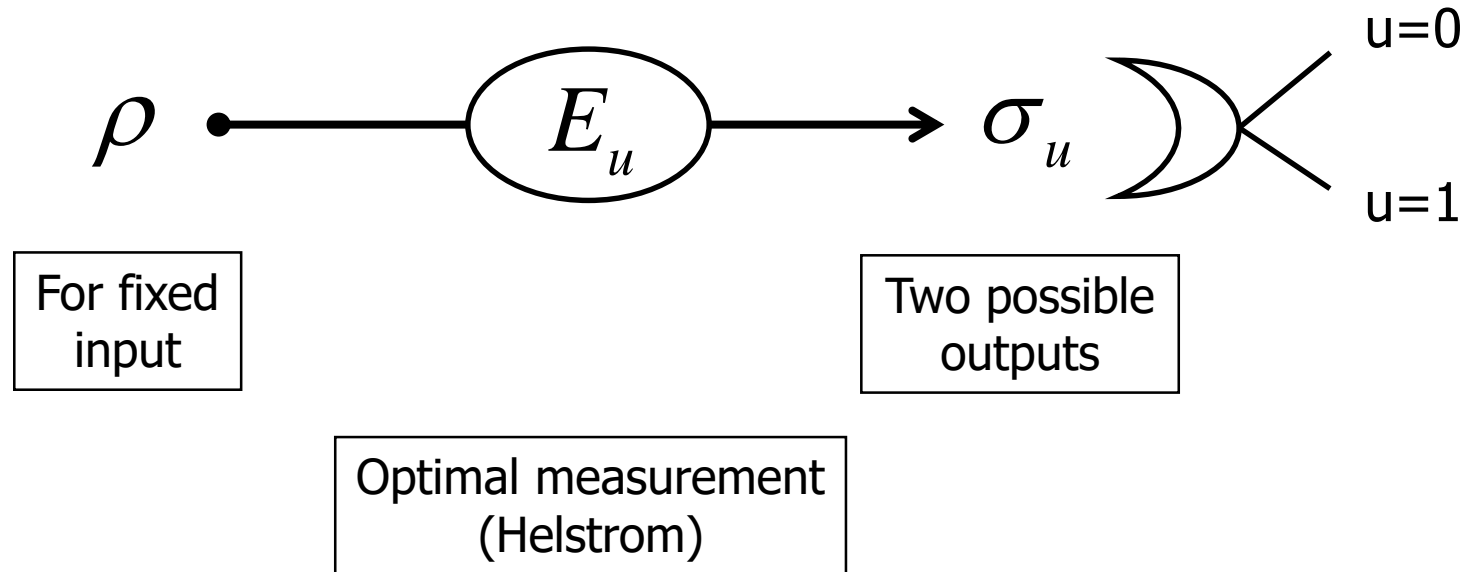 u=0
ρ E_u σ_u
u=1
For fixed
input
Two possible
outputs
Optimal measurement
(Helstrom)